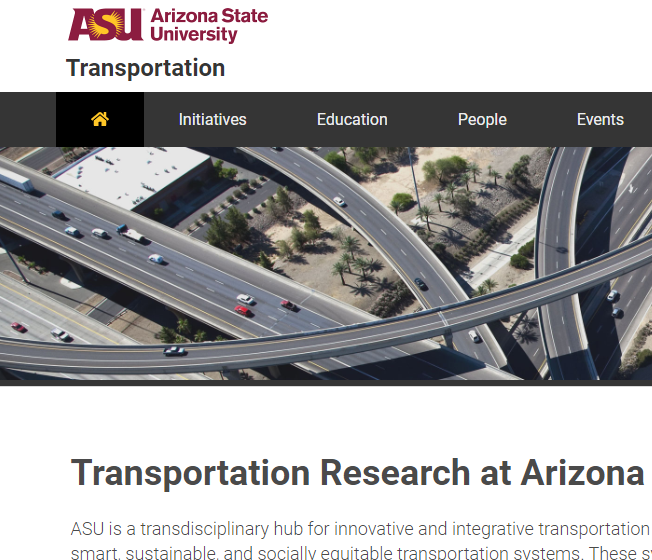 ASU Arizona State
University
Transportation
Initiatives Education People Events
Transportation Research at Arizona
ASU is a transdisciplinary hub for innovative and integrative transportation
smart, sustainable, and socially equitable transportation systems. These s